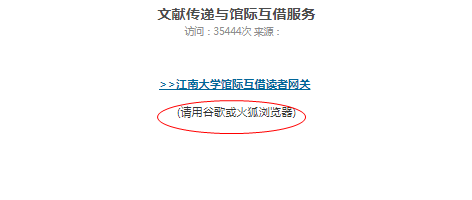 文献传递与馆际互借服务
访问：35444次 来源：
>>江南大学馆际互借读者网关
(请用谷歌或火狐浏览器)